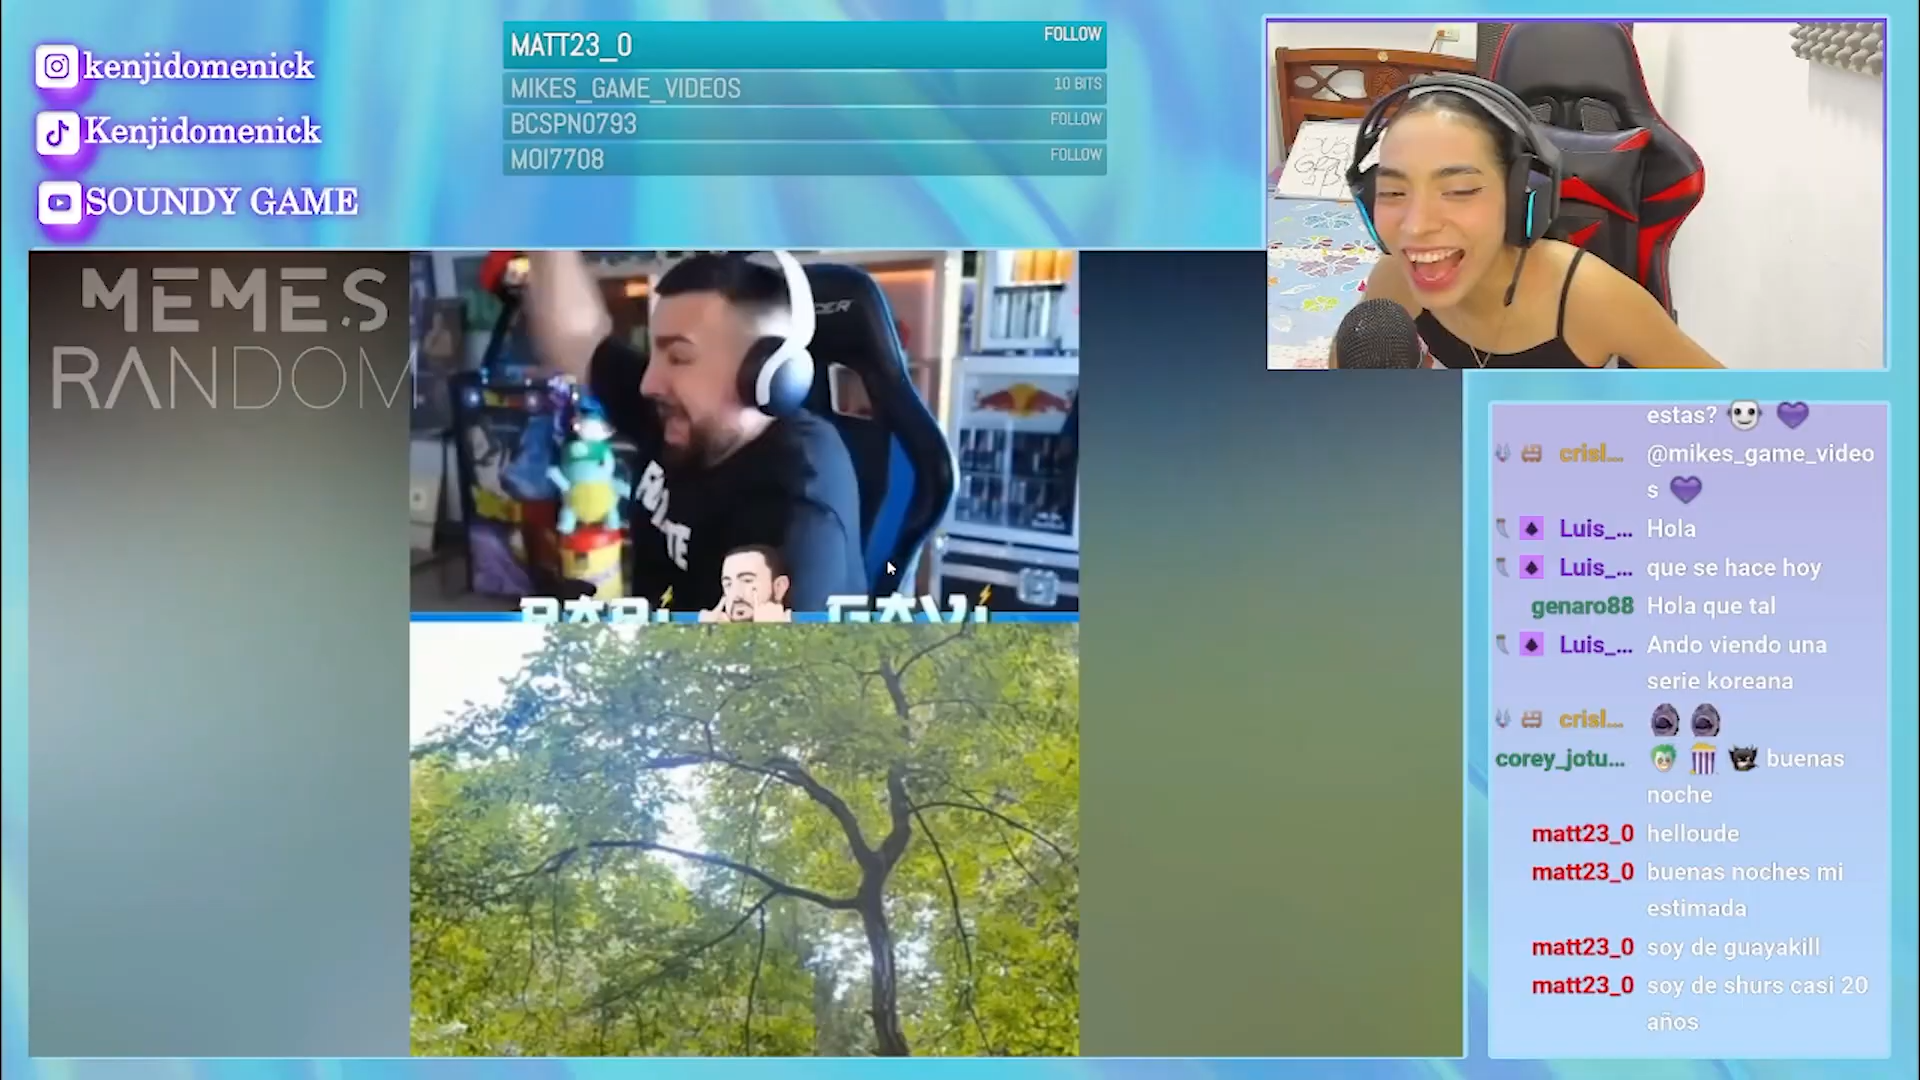 kenjidomenick
Kenjidomenick
SOUNDY GAME
MATT23_0 FOLLOW
MIKES_GAME_VIDEOS 10 BITS
BCSPN0793 FOLLOW
MOI7708 FOLLOW
MEMES
RANDOM
estas?
crisl... @mikes_game_video
s
Luis_... Hola
Luis_... que se hace hoy
genaro88 Hola que tal
Luis_... Ando viendo una
serie koreana
crisl...
corey_jotu... buenas
noche
matt23_0 helloude
matt23_0 buenas noches mi
estimada
matt23_0 soy de guayakill
matt23_0 soy de shurs casi 20
años